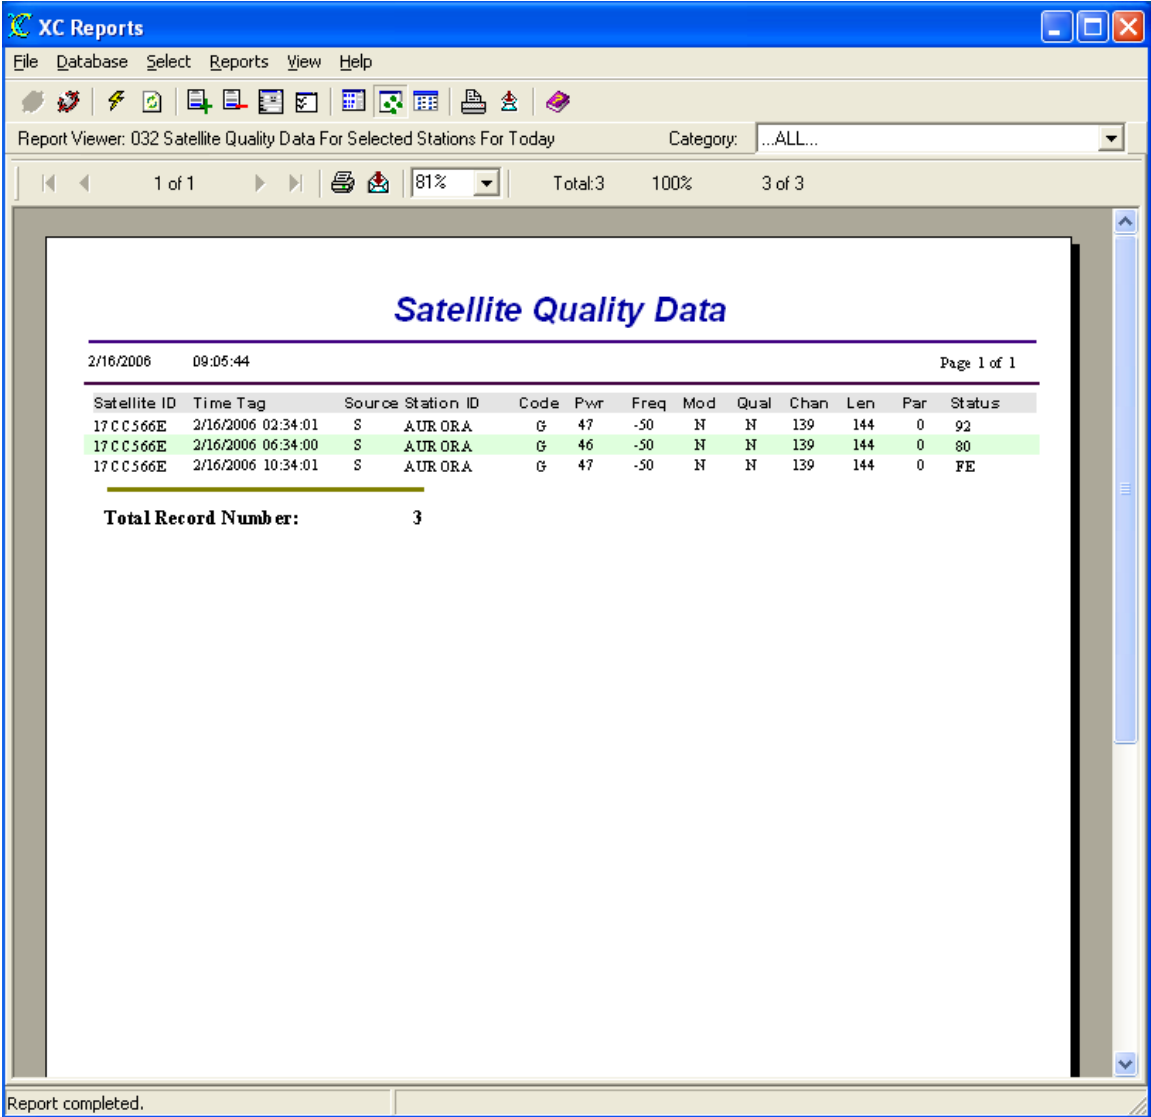 XC Reports
File Database Select Reports View Help
Report Viewer: 032 Satellite Quality Data For Selected Stations For Today Category: ...ALL...
1 of 1 81% Total:3 100% 3 of 3
Satellite Quality Data
2/16/2006 09:05:44 Page 1 of 1
Satellite ID Time Tag Source Station ID Code Pwr Freq Mod Qual Chan Len Par Status
17CC566E 2/16/2006 02:34:01 S AURORA G 47 -50 N N 139 144 0 92
17CC566E 2/16/2006 06:34:00 S AURORA G 46 -50 N N 139 144 0 80
17CC566E 2/16/2006 10:34:01 S AURORA G 47 -50 N N 139 144 0 FE
Total Record Number: 3
Report completed.